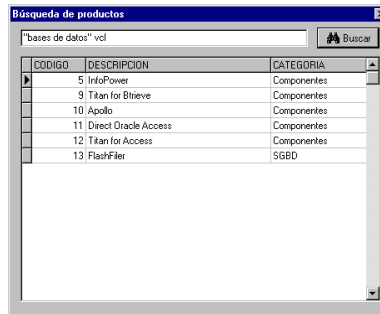 Búsqueda de productos
"bases de datos" vcl
Buscar
CODIGO DESCRIPCION CATEGORIA
5 InfoPower Componentes
9 Titan for Btrieve Componentes
10 Apollo Componentes
11 Direct Oracle Access Componentes
12 Titan for Access Componentes
13 FlashFiler SGBD